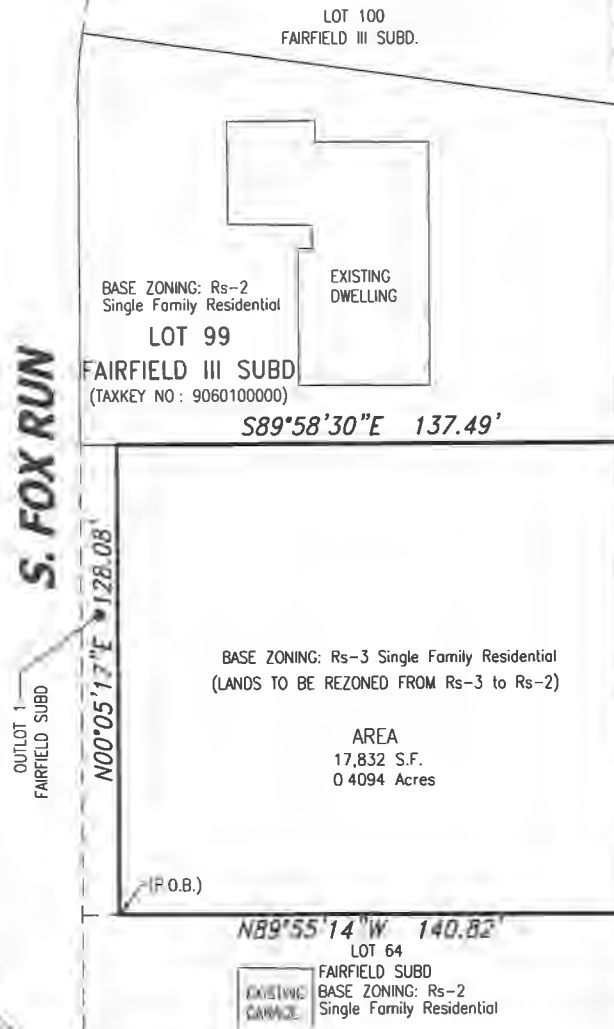 LOT 100
FAIRFIELD III SUBD.
EXISTING
DWELLING
BASE ZONING: Rs-2
Single Family Residential
LOT 99
FAIRFIELD III SUBD
(TAXKEY NO : 9060100000)
S. FOX RUN
S89°58'30"E 137.49'
N00°05'17"E 128.08'
OUTLOT 1
FAIRFIELD SUBD
BASE ZONING: Rs-3 Single Family Residential
(LANDS TO BE REZONED FROM Rs-3 to Rs-2)
AREA
17,832 S.F.
0 4094 Acres
(P.O.B.)
N89°55'14"W 140.82'
LOT 64
FAIRFIELD SUBD
BASE ZONING: Rs-2
Single Family Residential
EXISTING
GARAGE